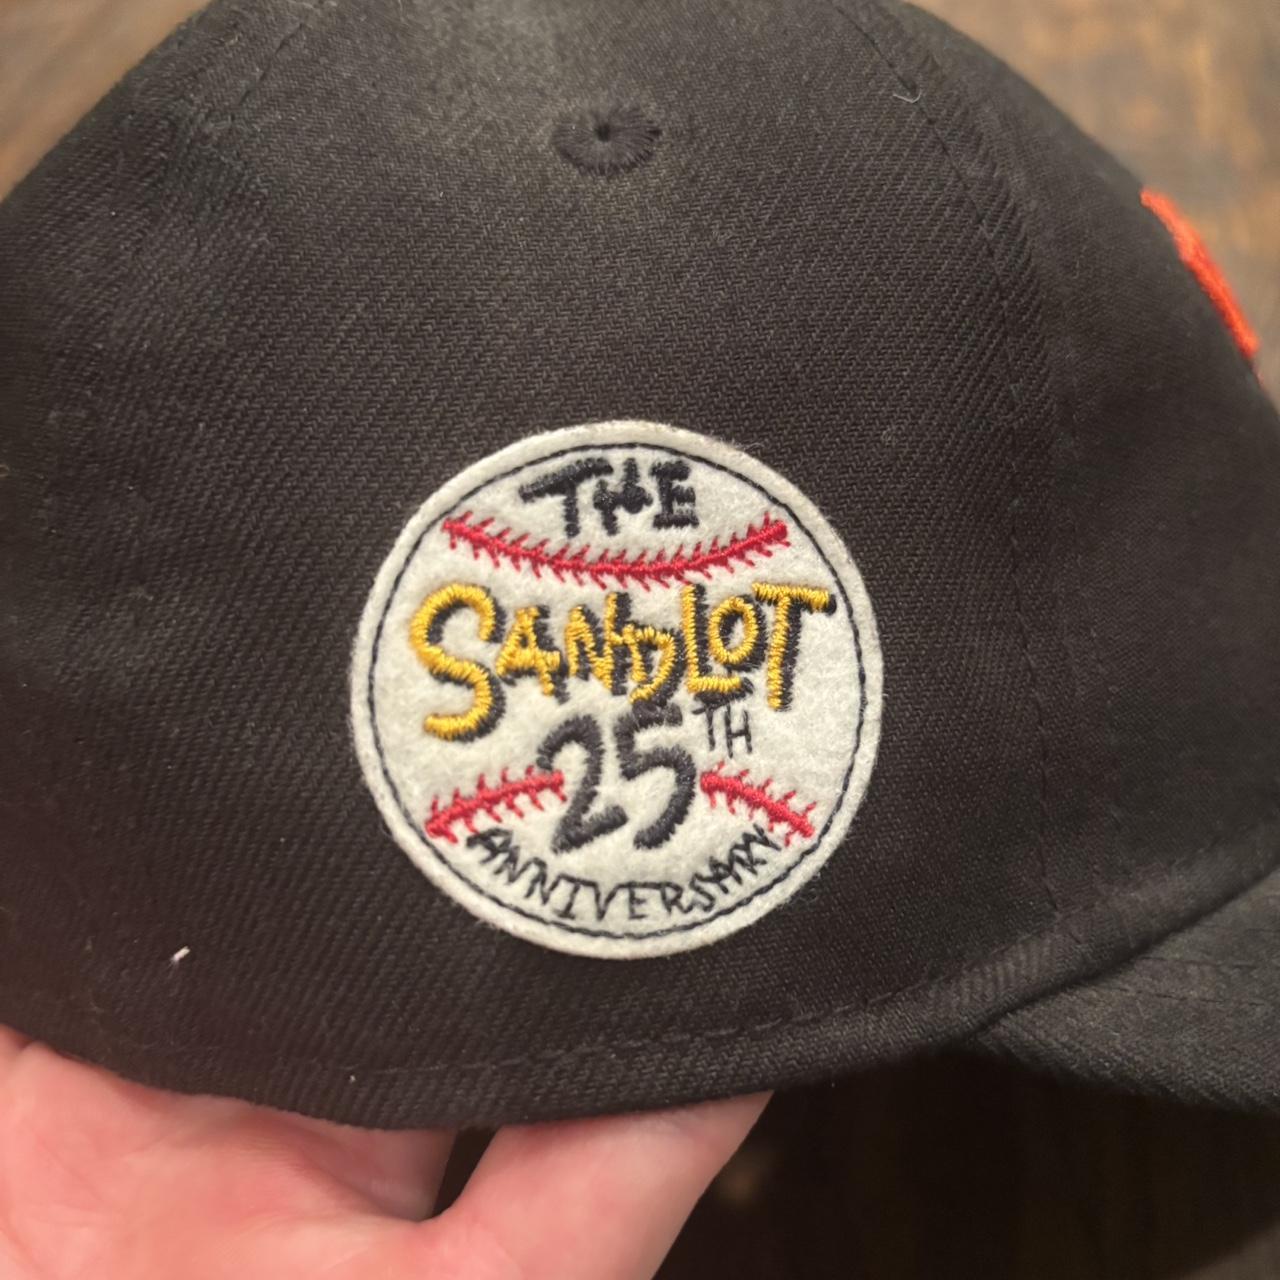 THE
SANDLOT
25TH
ANNIVERSARY